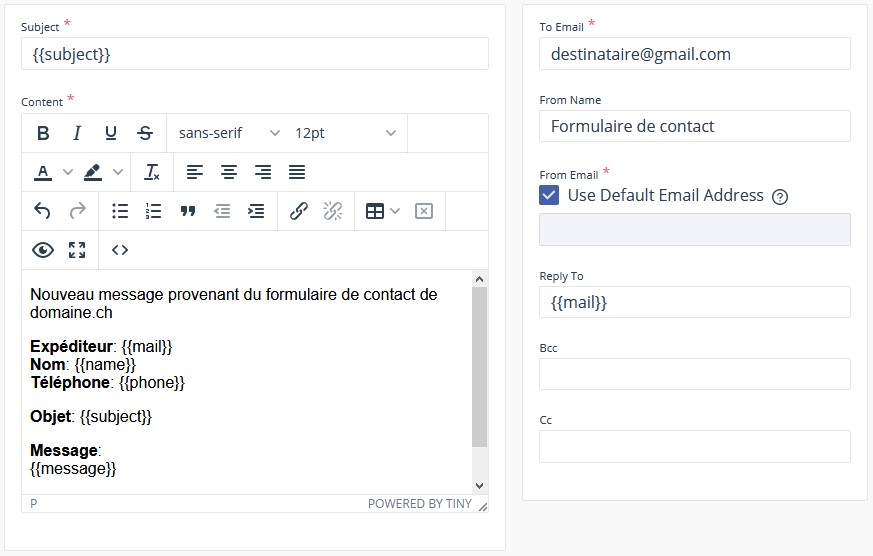 Subject *
{{subject}}
Content *
B I U S sans-serif 12pt
A
Nouveau message provenant du formulaire de contact de
domaine.ch
Expéditeur: {{mail}}
Nom: {{name}}
Téléphone: {{phone}}
Objet: {{subject}}
Message:
{{message}}
P POWERED BY TINY
To Email *
destinataire@gmail.com
From Name
Formulaire de contact
From Email *
Use Default Email Address ?
Reply To
{{mail}}
Bcc
Cc